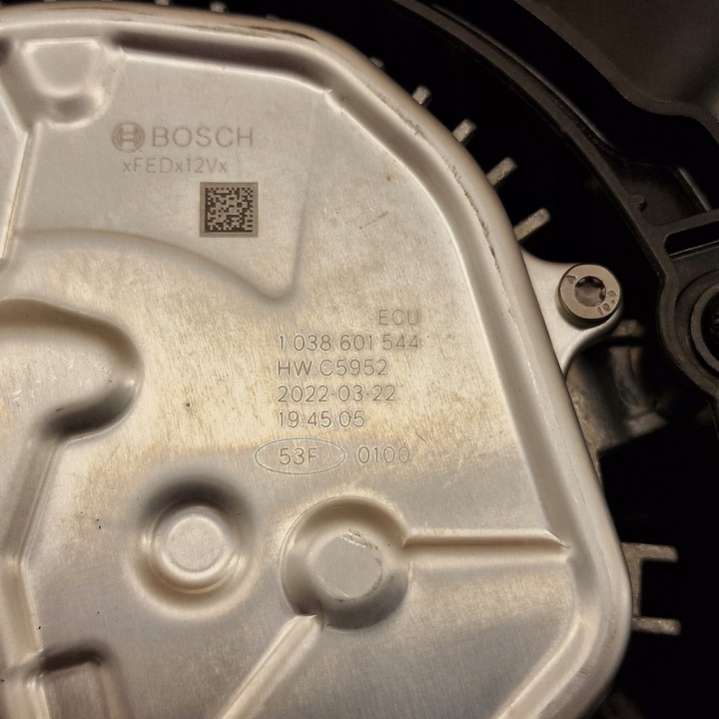 BOSCH
xFEDx12Vx
ECU
1 038 601 544
HW C5952
2022-03-22
19:45:05
53F 0100